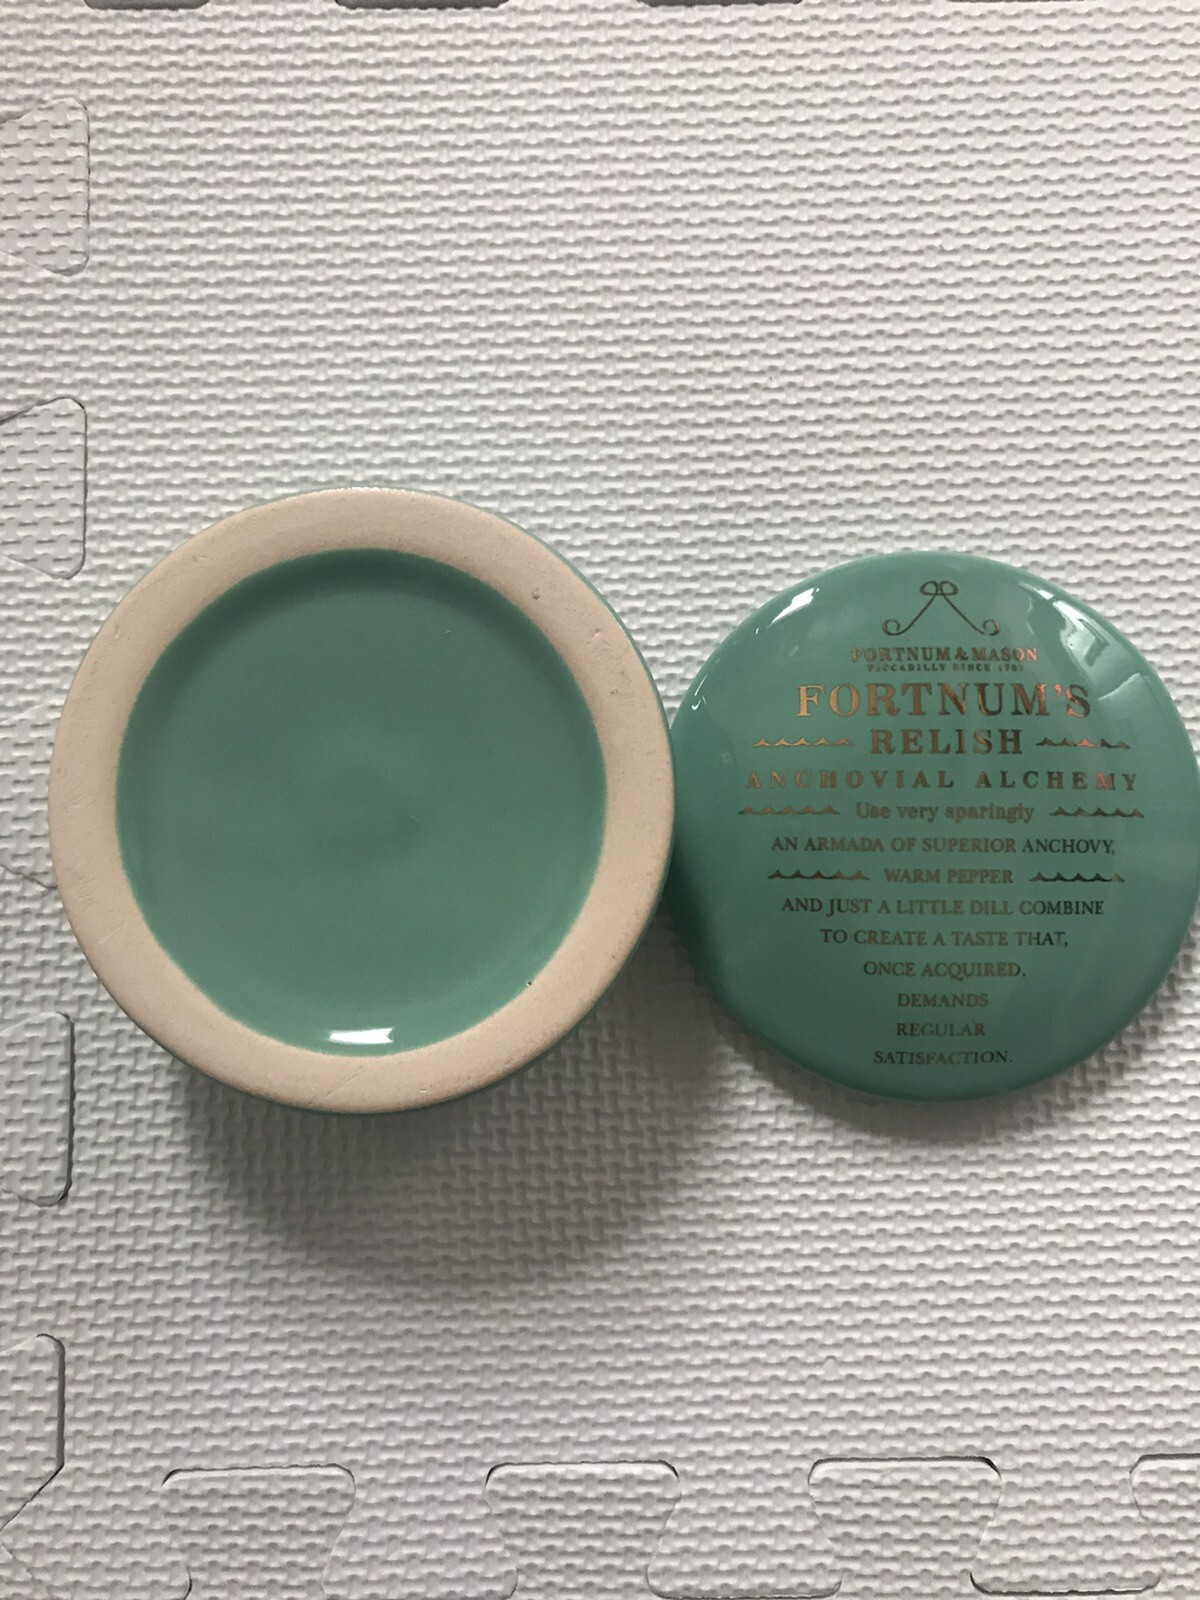 FORTNUM & MASON
PICCADILLY SINCE 1707
FORTNUM'S
RELISH
ANCHOVIAL ALCHEMY
Use very sparingly
AN ARMADA OF SUPERIOR ANCHOVY,
WARM PEPPER
AND JUST A LITTLE DILL COMBINE
TO CREATE A TASTE THAT,
ONCE ACQUIRED,
DEMANDS
REGULAR
SATISFACTION.